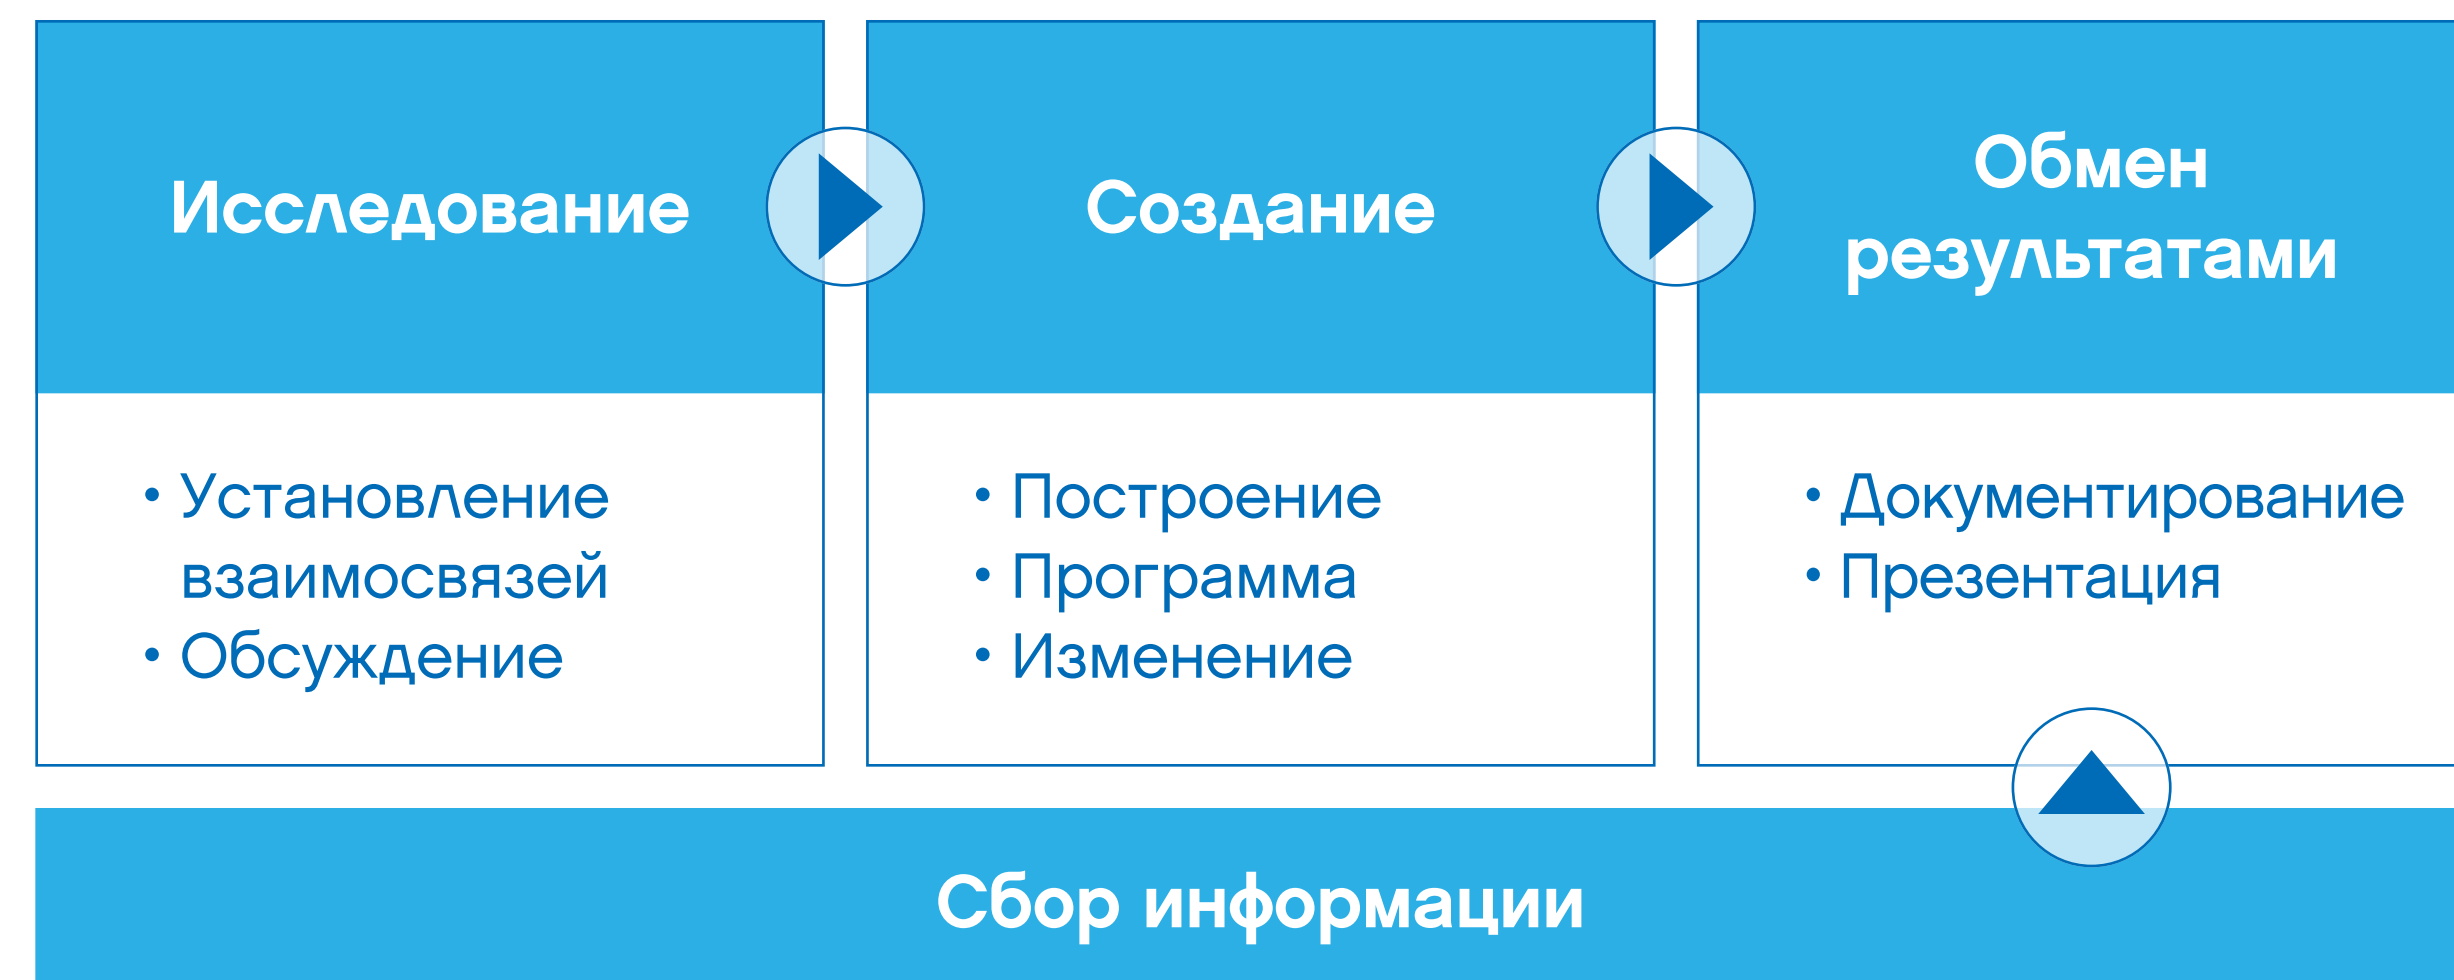 Исследование
Создание
Обмен
результатами
• Установление
взаимосвязей
• Обсуждение
• Построение
• Программа
• Изменение
• Документирование
• Презентация
Сбор информации